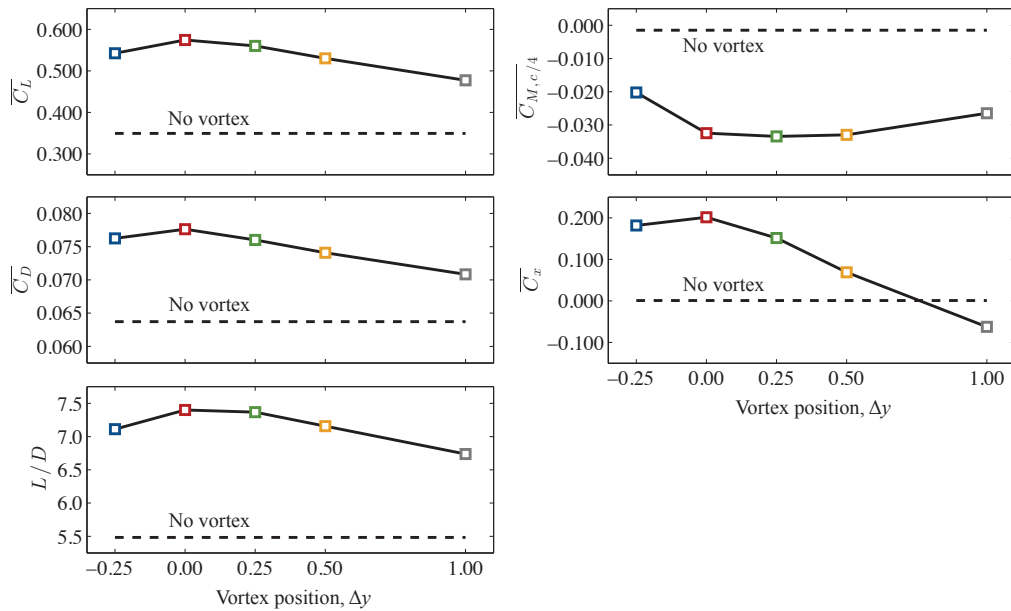 0.600
0.500
0.400
0.300
C_L
No vortex
0.080
0.075
0.070
0.065
0.060
C_D
No vortex
7.5
7.0
6.5
6.0
5.5
L/D
No vortex
−0.25 0.00 0.25 0.50 1.00
Vortex position, Δy
0.000
−0.010
−0.020
−0.030
−0.040
C_{M,c/4}
No vortex
0.200
0.100
0.000
−0.100
C_x
No vortex
−0.25 0.00 0.25 0.50 1.00
Vortex position, Δy